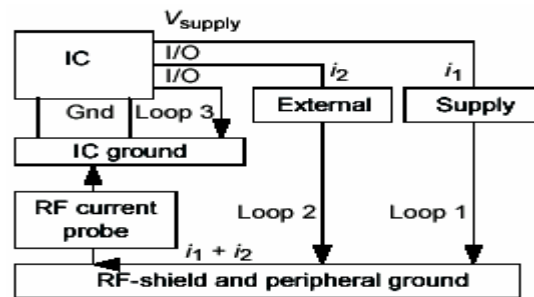 V supply
IC
I/O
I/O
i2
i1
Gnd
Loop 3
External
Supply
IC ground
RF current
probe
Loop 2
Loop 1
i1 + i2
RF-shield and peripheral ground